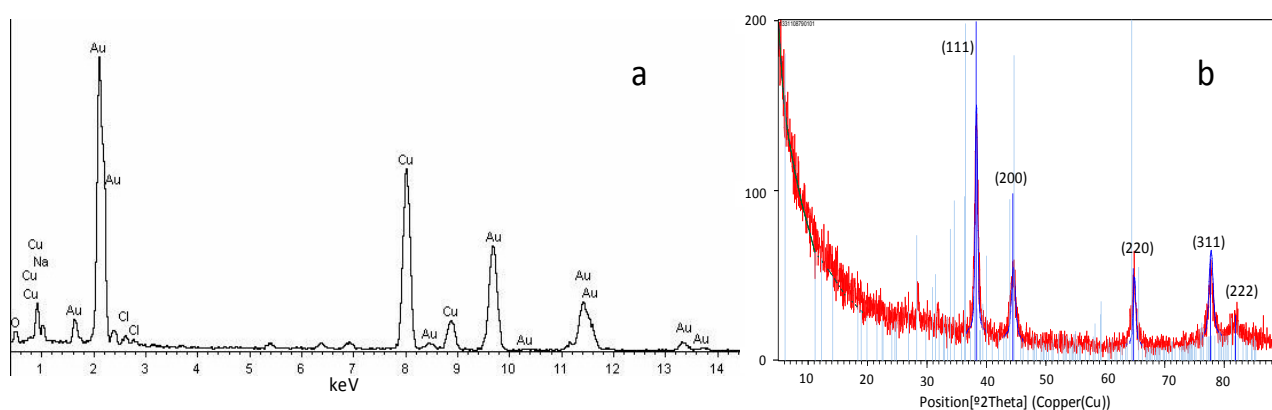 a
Au
Au
Cu
Cu
Na
Cu
Cu
O
Au
Cl
Cl
Cu
Au
Cu
Au
Au
Au
Au
Au
Au
1 2 3 4 5 6 7 8 9 10 11 12 13 14
keV
b
200
100
0
(111)
(200)
(220)
(311)
(222)
10 20 30 40 50 60 70 80
Position[º2Theta] (Copper(Cu))